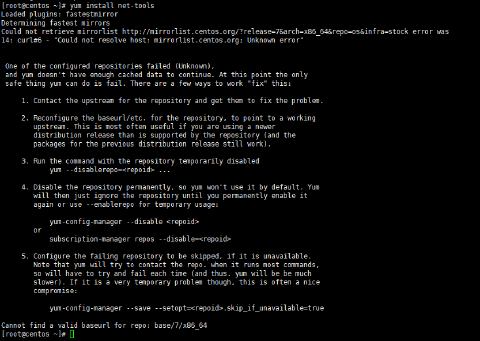 [root@centos ~]# yum install net-tools
Loaded plugins: fastestmirror
Determining fastest mirrors
Could not retrieve mirrorlist http://mirrorlist.centos.org/?release=7&arch=x86_64&repo=os&infra=stock error was
14: curl#6 - "Could not resolve host: mirrorlist.centos.org; Unknown error"
One of the configured repositories failed (Unknown),
and yum doesn't have enough cached data to continue. At this point the only
safe thing yum can do is fail. There are a few ways to work "fix" this:
1. Contact the upstream for the repository and get them to fix the problem.
2. Reconfigure the baseurl/etc. for the repository, to point to a working
upstream. This is most often useful if you are using a newer
distribution release than is supported by the repository (and the
packages for the previous distribution release still work).
3. Run the command with the repository temporarily disabled
yum --disablerepo=<repoid> ...
4. Disable the repository permanently, so yum won't use it by default. Yum
will then just ignore the repository until you permanently enable it
again or use --enablerepo for temporary usage:
yum-config-manager --disable <repoid>
or
subscription-manager repos --disable=<repoid>
5. Configure the failing repository to be skipped, if it is unavailable.
Note that yum will try to contact the repo. when it runs most commands,
so will have to try and fail each time (and thus. yum will be be much
slower). If it is a very temporary problem though, this is often a nice
compromise:
yum-config-manager --save --setopt=<repoid>.skip_if_unavailable=true
Cannot find a valid baseurl for repo: base/7/x86_64
[root@centos ~]#